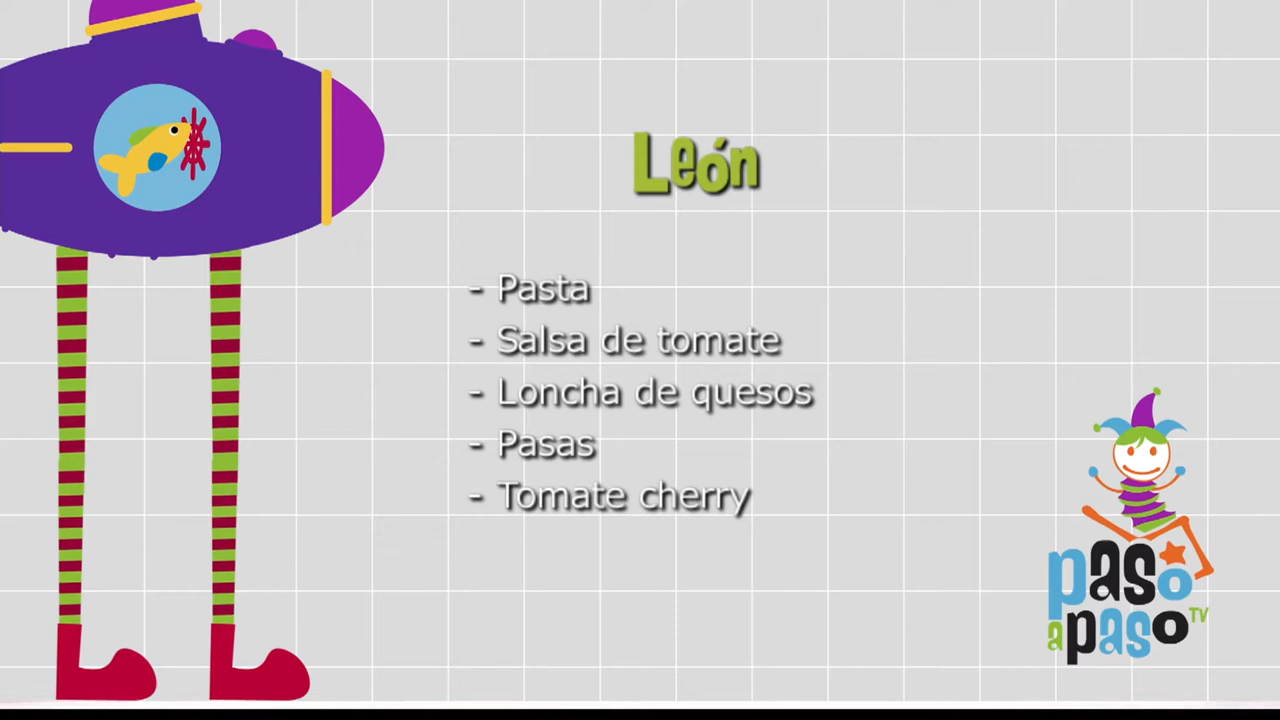 León
- Pasta
- Salsa de tomate
- Loncha de quesos
- Pasas
- Tomate cherry
paso
a paso TV